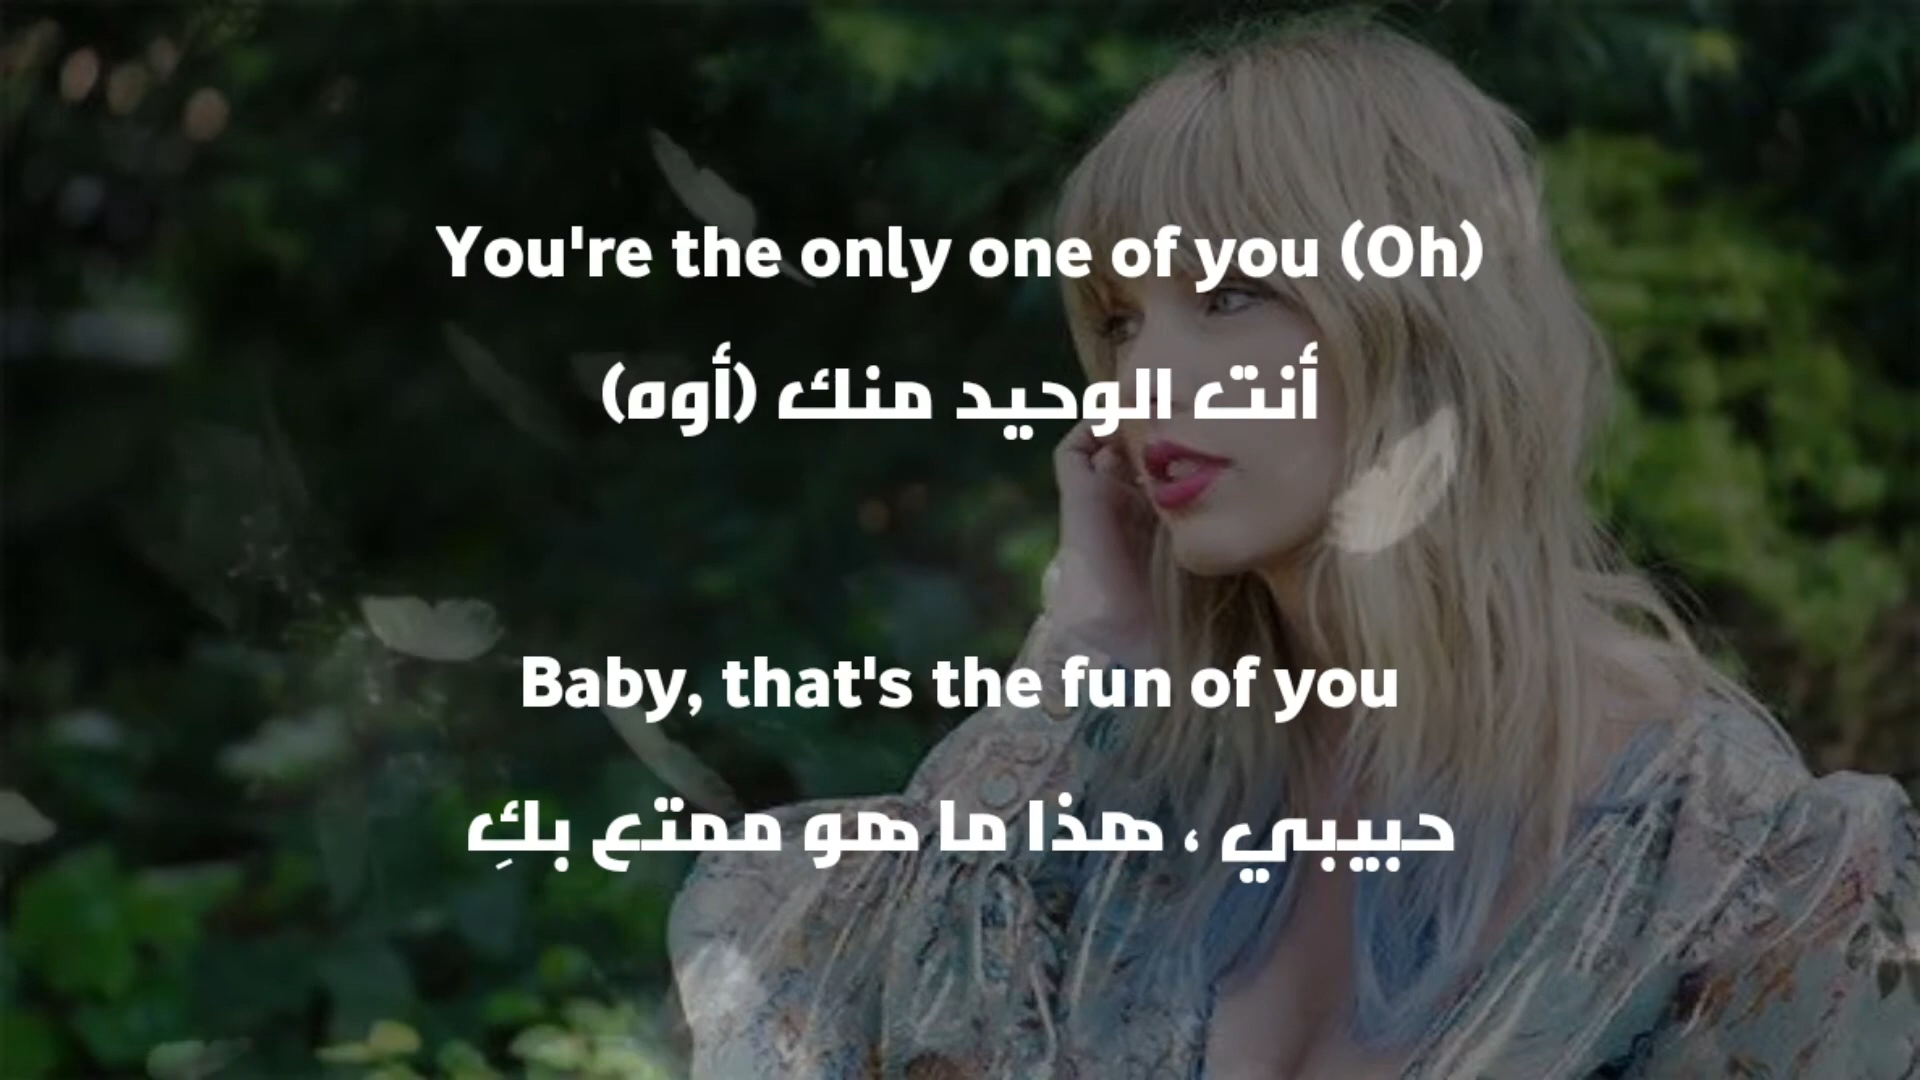 You're the only one of you (Oh)
أنت الوحيد منك (أوه)
Baby, that's the fun of you
حبيبي ، هذا ما هو ممتع بكِ